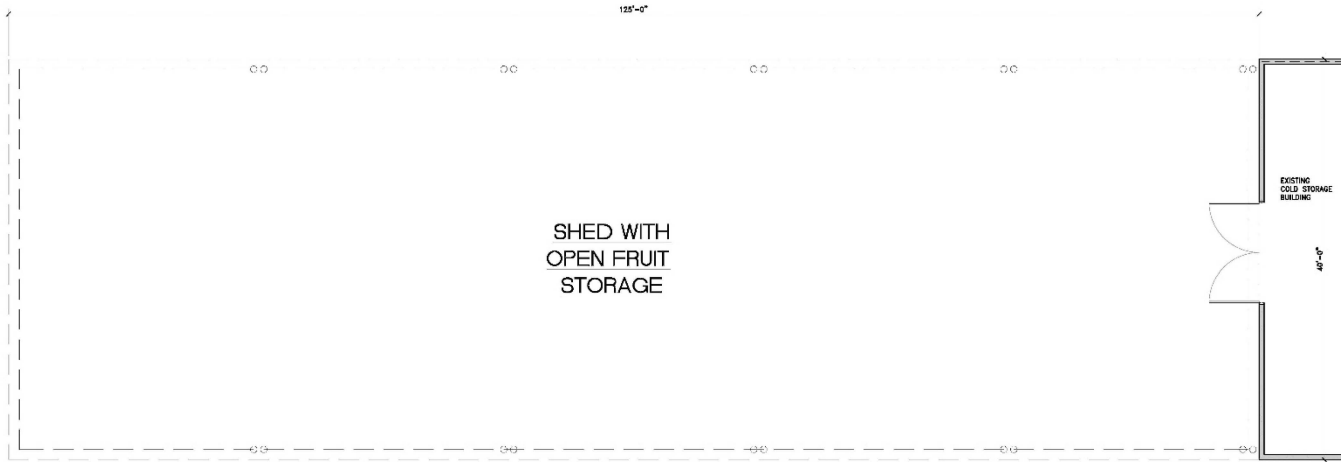 125'-0"
EXISTING
COLD STORAGE
BUILDING
SHED WITH
OPEN FRUIT
STORAGE
40'-0"